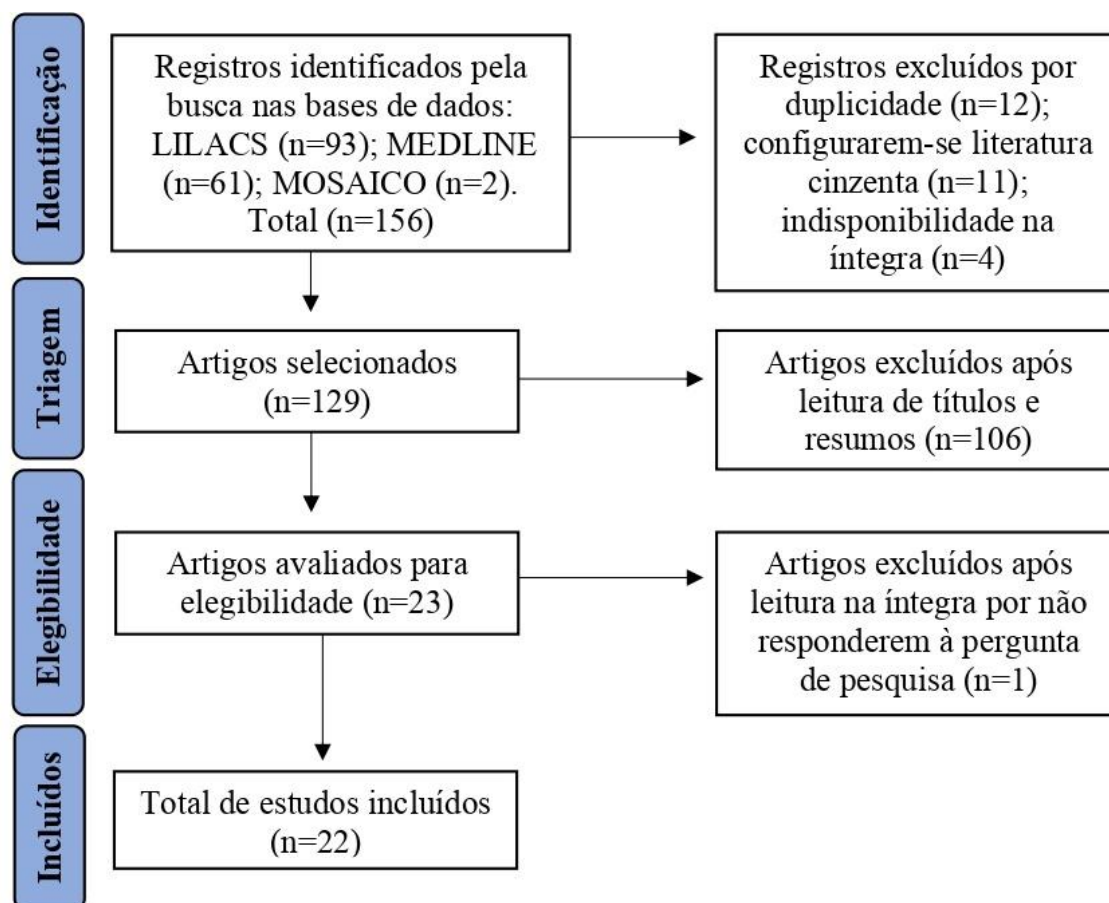 Identificação
Registros identificados pela
busca nas bases de dados:
LILACS (n=93); MEDLINE
(n=61); MOSAICO (n=2).
Total (n=156)
Registros excluídos por
duplicidade (n=12);
configurarem-se literatura
cinzenta (n=11);
indisponibilidade na
íntegra (n=4)
Triagem
Artigos selecionados
(n=129)
Artigos excluídos após
leitura de títulos e
resumos (n=106)
Elegibilidade
Artigos avaliados para
elegibilidade (n=23)
Artigos excluídos após
leitura na íntegra por não
responderem à pergunta
de pesquisa (n=1)
Incluídos
Total de estudos incluídos
(n=22)